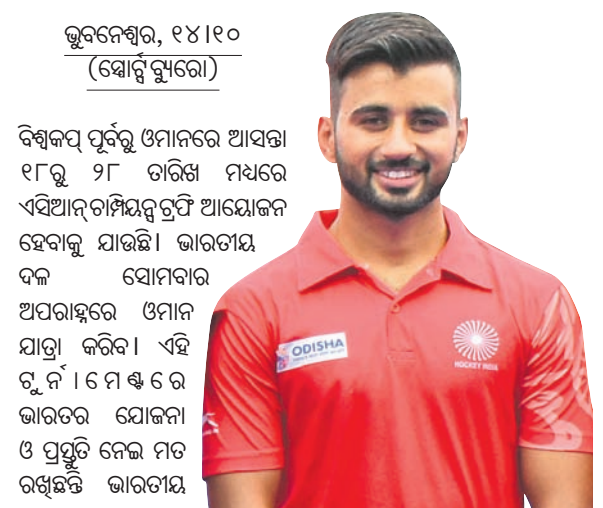 ଭୁବନେଶ୍ୱର, ୧୪।୧୦
(ସ୍ପୋର୍ଟ୍ସ ବ୍ୟୁରୋ)
ବିଶ୍ୱକପ୍ ପୂର୍ବରୁ ଓମାନରେ ଆସନ୍ତା
୧୮ରୁ ୨୮ ତାରିଖ ମଧ୍ୟରେ
ଏସିଆନ୍ ଚାମ୍ପିୟନ୍ସ ଟ୍ରଫି ଆୟୋଜନ
ହେବାକୁ ଯାଉଛି। ଭାରତୀୟ
ଦଳ ସୋମବାର
ଅପରାହ୍ନରେ ଓମାନ
ଯାତ୍ରା କରିବ। ଏହି
ଟୁର୍ନାମେଣ୍ଟରେ
ଭାରତର ଯୋଜନା
ଓ ପ୍ରସ୍ତୁତି ନେଇ ମତ
ରଖିଛନ୍ତି ଭାରତୀୟ
ODISHA
HOCKEY INDIA